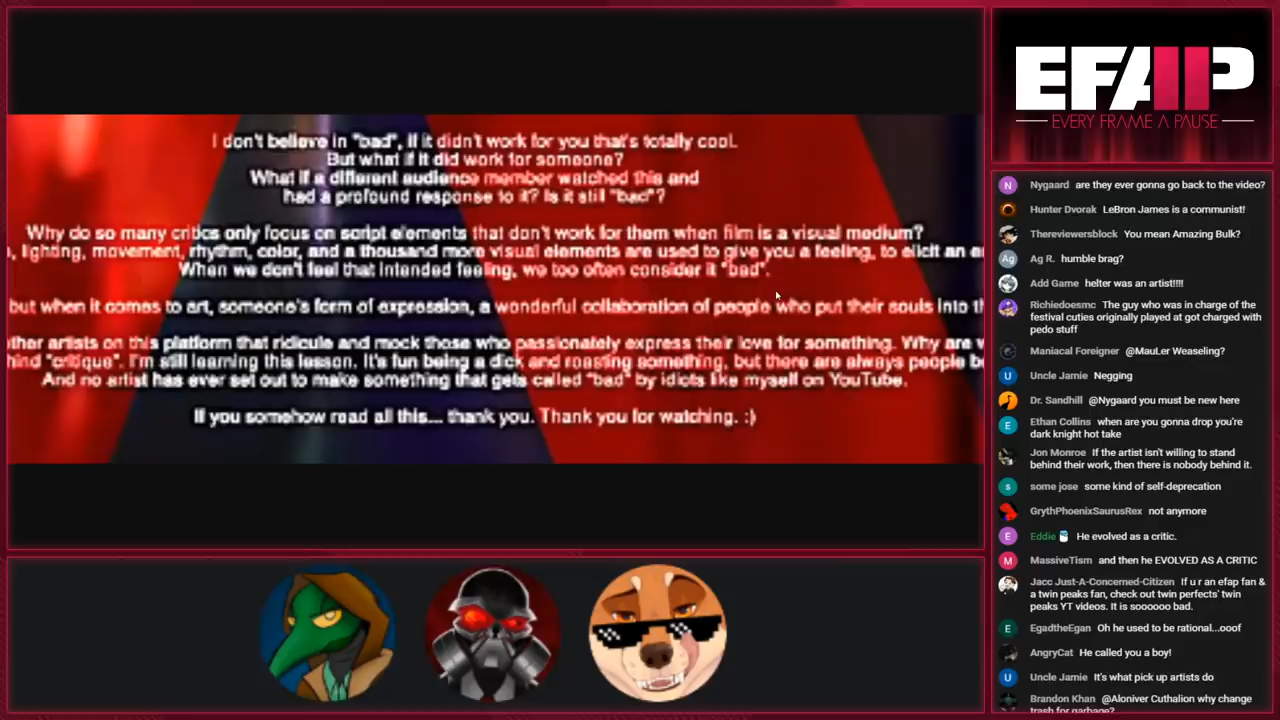 I don't believe in "bad", if it didn't work for you that's totally cool.
But what if it did work for someone?
What if a different audience member watched this and
had a profound response to it? Is it still "bad"?
Why do so many critics only focus on script elements that don't work for them when film is a visual medium?
, lighting, movement, rhythm, color, and a thousand more visual elements are used to give you a feeling, to elicit an
When we don't feel that intended feeling, we too often consider it "bad".
but when it comes to art, someone's form of expression, a wonderful collaboration of people who put their souls into
artists on this platform that ridicule and mock those who passionately express their love for something. Why are
"critique". I'm still learning this lesson. It's fun being a dick and roasting something, but there are always people
And no artist has ever set out to make something that gets called "bad" by idiots like myself on YouTube.
If you somehow read all this... thank you. Thank you for watching. :)
EFAP
EVERY FRAME A PAUSE
N Nygaard are they ever gonna go back to the video?
Hunter Dvorak LeBron James is a communist!
Thereviewersblock You mean Amazing Bulk?
Ag Ag R. humble brag?
Add Game helter was an artist!!!!
Richiedoesmc The guy who was in charge of the
festival cuties originally played at got charged with
pedo stuff
Maniacal Foreigner @MauLer Weaseling?
U Uncle Jamie Negging
Dr. Sandhill @Nygaard you must be new here
E Ethan Collins when are you gonna drop you're
dark knight hot take
Jon Monroe If the artist isn't willing to stand
behind their work, then there is nobody behind it.
s some jose some kind of self-deprecation
GrythPhoenixSaurusRex not anymore
E Eddie He evolved as a critic.
M MassiveTism and then he EVOLVED AS A CRITIC
Jacc Just-A-Concerned-Citizen If u r an efap fan &
a twin peaks fan, check out twin perfects' twin
peaks YT videos. It is soooooo bad.
E EgadtheEgan Oh he used to be rational...ooof
AngryCat He called you a boy!
U Uncle Jamie It's what pick up artists do
Brandon Khan @Aloniver Cuthalion why change
trash for garbage?